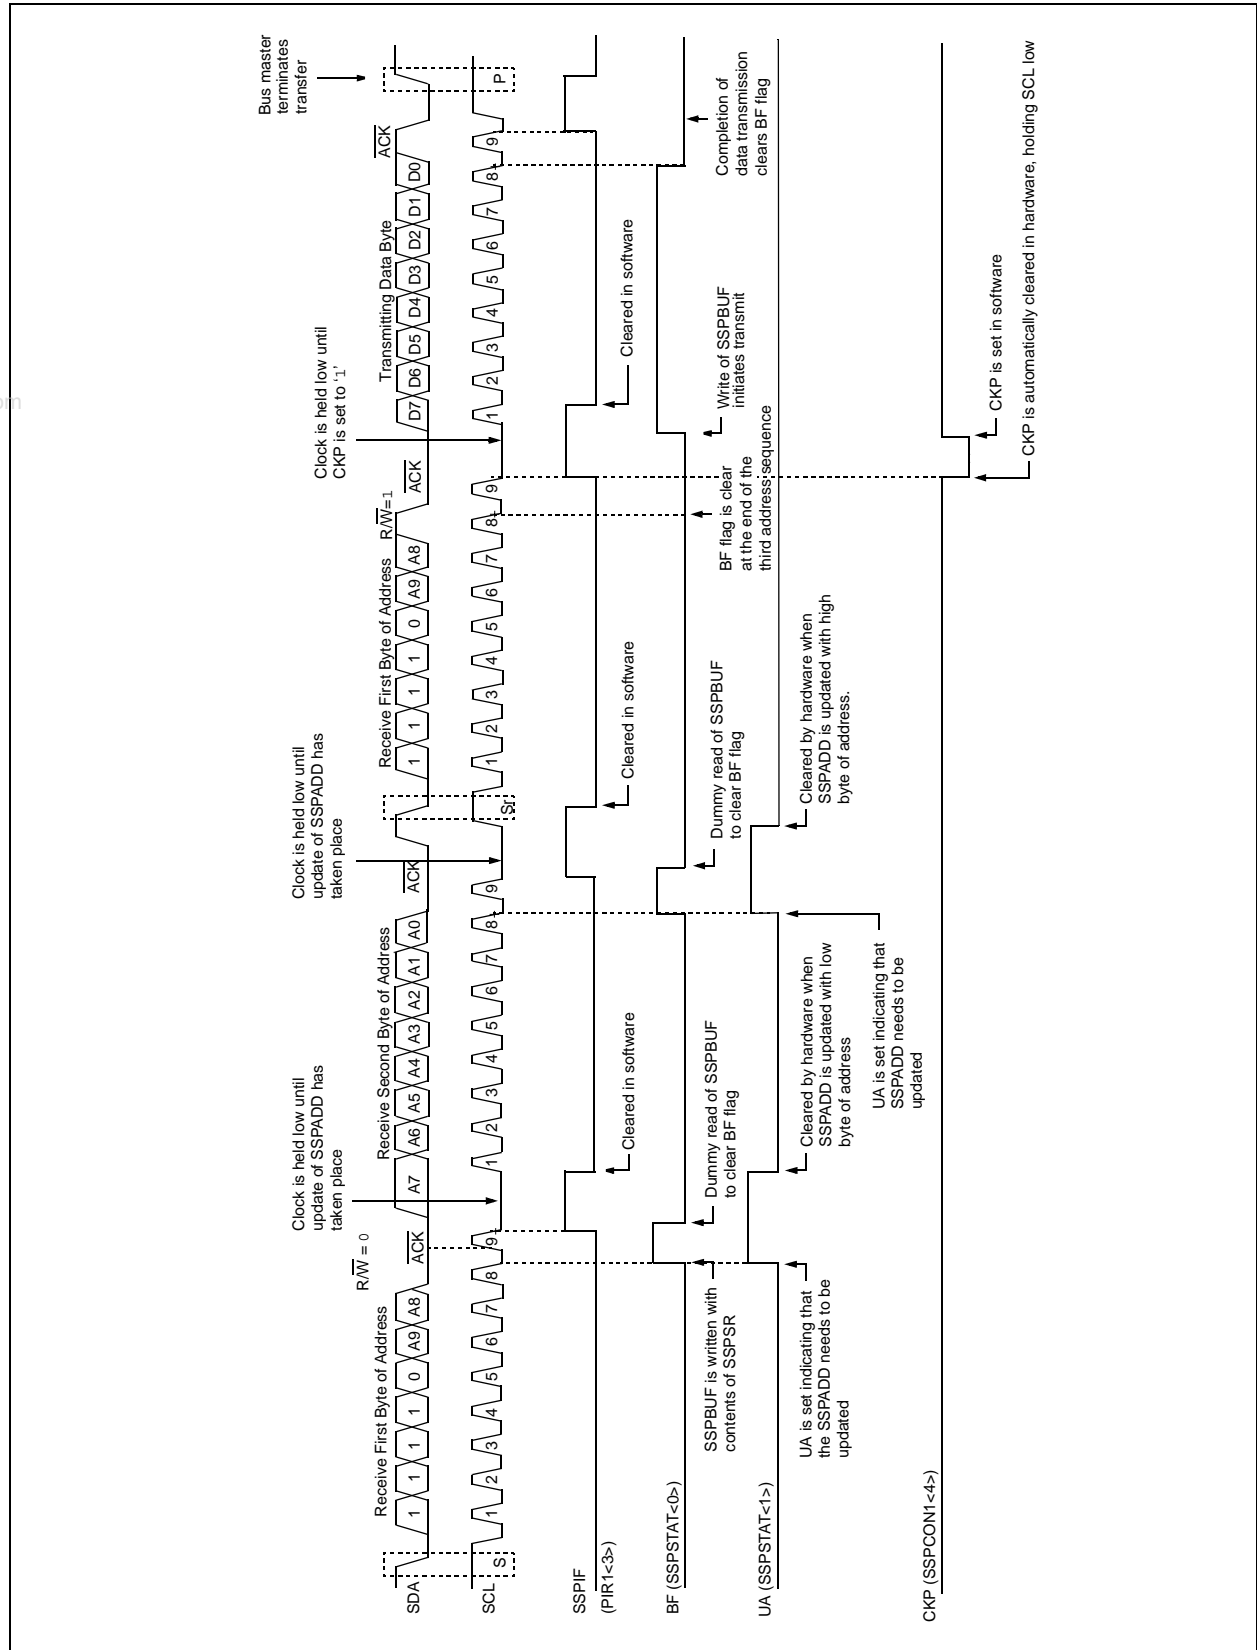 Bus master
terminates
transfer
Clock is held low until
CKP is set to ‘1’
Clock is held low until
update of SSPADD has
taken place
Clock is held low until
update of SSPADD has
taken place
R/W = 0
R/W=1
Receive First Byte of Address
Receive Second Byte of Address
Receive First Byte of Address
Transmitting Data Byte
ACK
ACK
ACK
ACK
SDA
1 1 1 1 0 A9 A8
A7 A6 A5 A4 A3 A2 A1 A0
1 1 1 1 0 A9 A8
D7 D6 D5 D4 D3 D2 D1 D0
SCL
S
1 2 3 4 5 6 7 8 9
1 2 3 4 5 6 7 8 9
Sr
1 2 3 4 5 6 7 8 9
1 2 3 4 5 6 7 8 9
P
SSPIF
(PIR1<3>)
Cleared in software
Cleared in software
Cleared in software
BF (SSPSTAT<0>)
SSPBUF is written with
contents of SSPSR
Dummy read of SSPBUF
to clear BF flag
Dummy read of SSPBUF
to clear BF flag
BF flag is clear
at the end of the
third address sequence
Write of SSPBUF
initiates transmit
Completion of
data transmission
clears BF flag
UA (SSPSTAT<1>)
UA is set indicating that
the SSPADD needs to be
updated
Cleared by hardware when
SSPADD is updated with low
byte of address
UA is set indicating that
SSPADD needs to be
updated
Cleared by hardware when
SSPADD is updated with high
byte of address.
CKP (SSPCON1<4>)
CKP is set in software
CKP is automatically cleared in hardware, holding SCL low
om